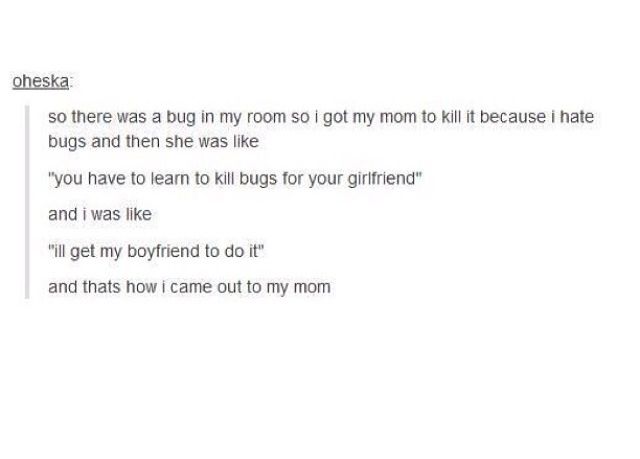 oheska:
so there was a bug in my room so i got my mom to kill it because i hate
bugs and then she was like
"you have to learn to kill bugs for your girlfriend"
and i was like
"ill get my boyfriend to do it"
and thats how i came out to my mom